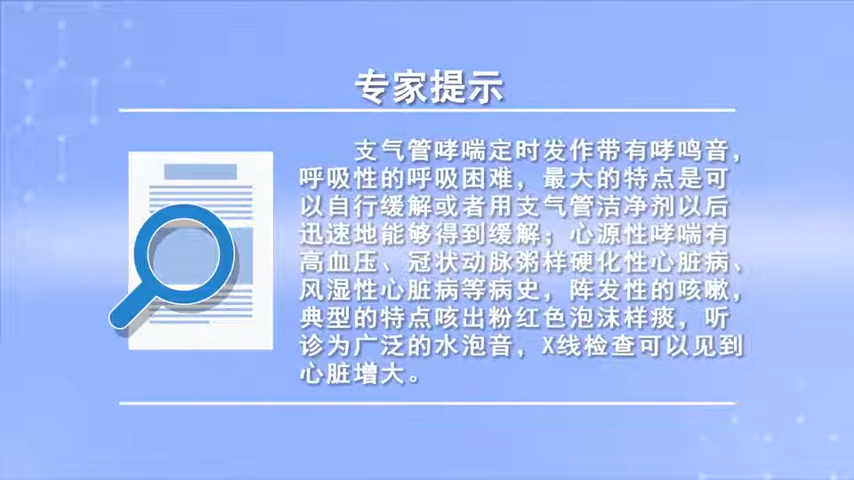 专家提示
支气管哮喘定时发作带有哮鸣音，
呼吸性的呼吸困难，最大的特点是可
以自行缓解或者用支气管洁净剂以后
迅速地能够得到缓解；心源性哮喘有
高血压、冠状动脉粥样硬化性心脏病、
风湿性心脏病等病史，阵发性的咳嗽，
典型的特点咳出粉红色泡沫样痰，听
诊为广泛的水泡音，X线检查可以见到
心脏增大。